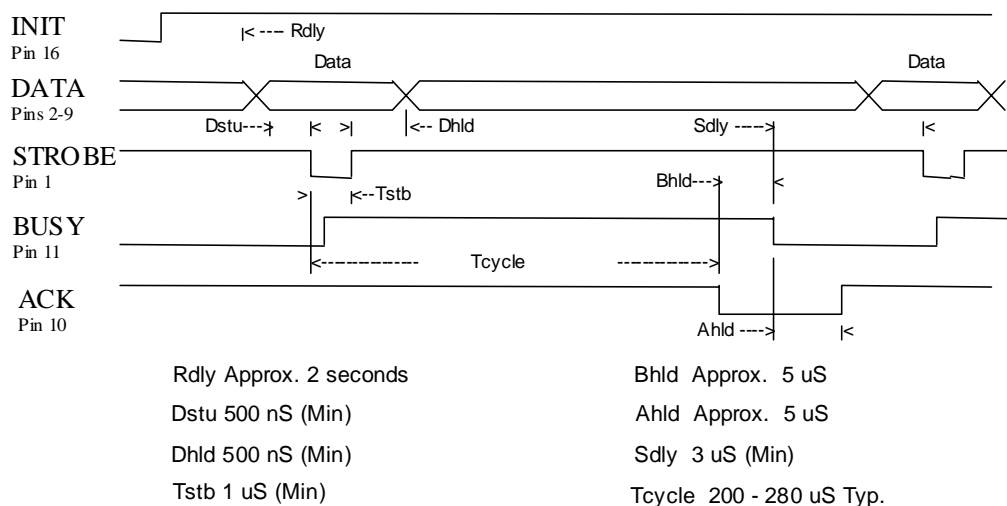 INIT
Pin 16
|< ---- Rdly
Data
Data
DATA
Pins 2-9
Dstu--->|
|< >|
|<-- Dhld
Sdly --->|
|<
STROBE
Pin 1
>| |<--Tstb
Bhld---->| |<
BUSY
Pin 11
|<------------- Tcycle ------------->|
ACK
Pin 10
Ahld ---->| |<
Rdly Approx. 2 seconds
Dstu 500 nS (Min)
Dhld 500 nS (Min)
Tstb 1 uS (Min)
Bhld Approx. 5 uS
Ahld Approx. 5 uS
Sdly 3 uS (Min)
Tcycle 200 - 280 uS Typ.